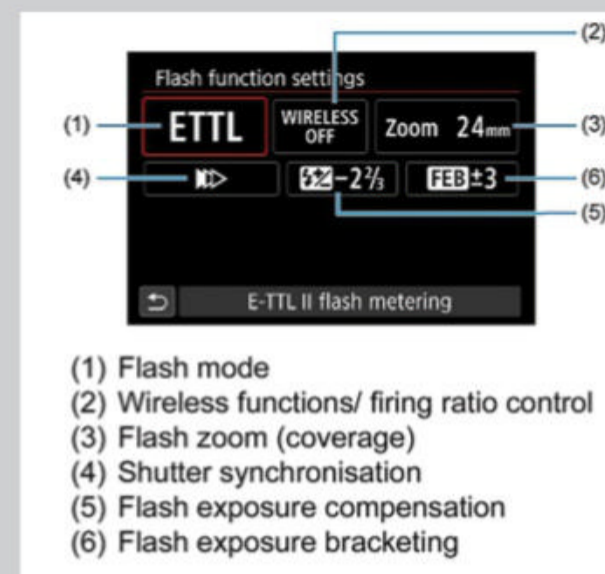 (2)
Flash function settings
(1) ETTL WIRELESS OFF Zoom 24mm (3)
(4) -2⅔ FEB±3 (6)
(5)
E-TTL II flash metering
(1) Flash mode
(2) Wireless functions/ firing ratio control
(3) Flash zoom (coverage)
(4) Shutter synchronisation
(5) Flash exposure compensation
(6) Flash exposure bracketing